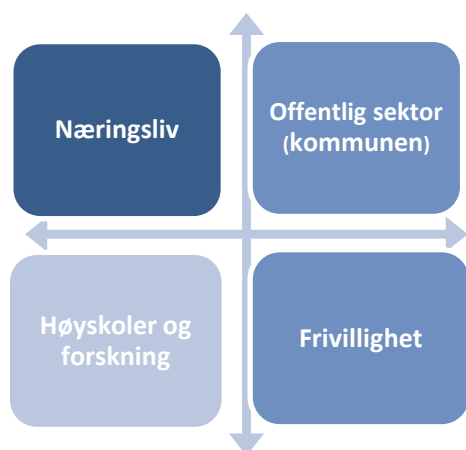 Næringsliv
Offentlig sektor
(kommunen)
Høyskoler og
forskning
Frivillighet